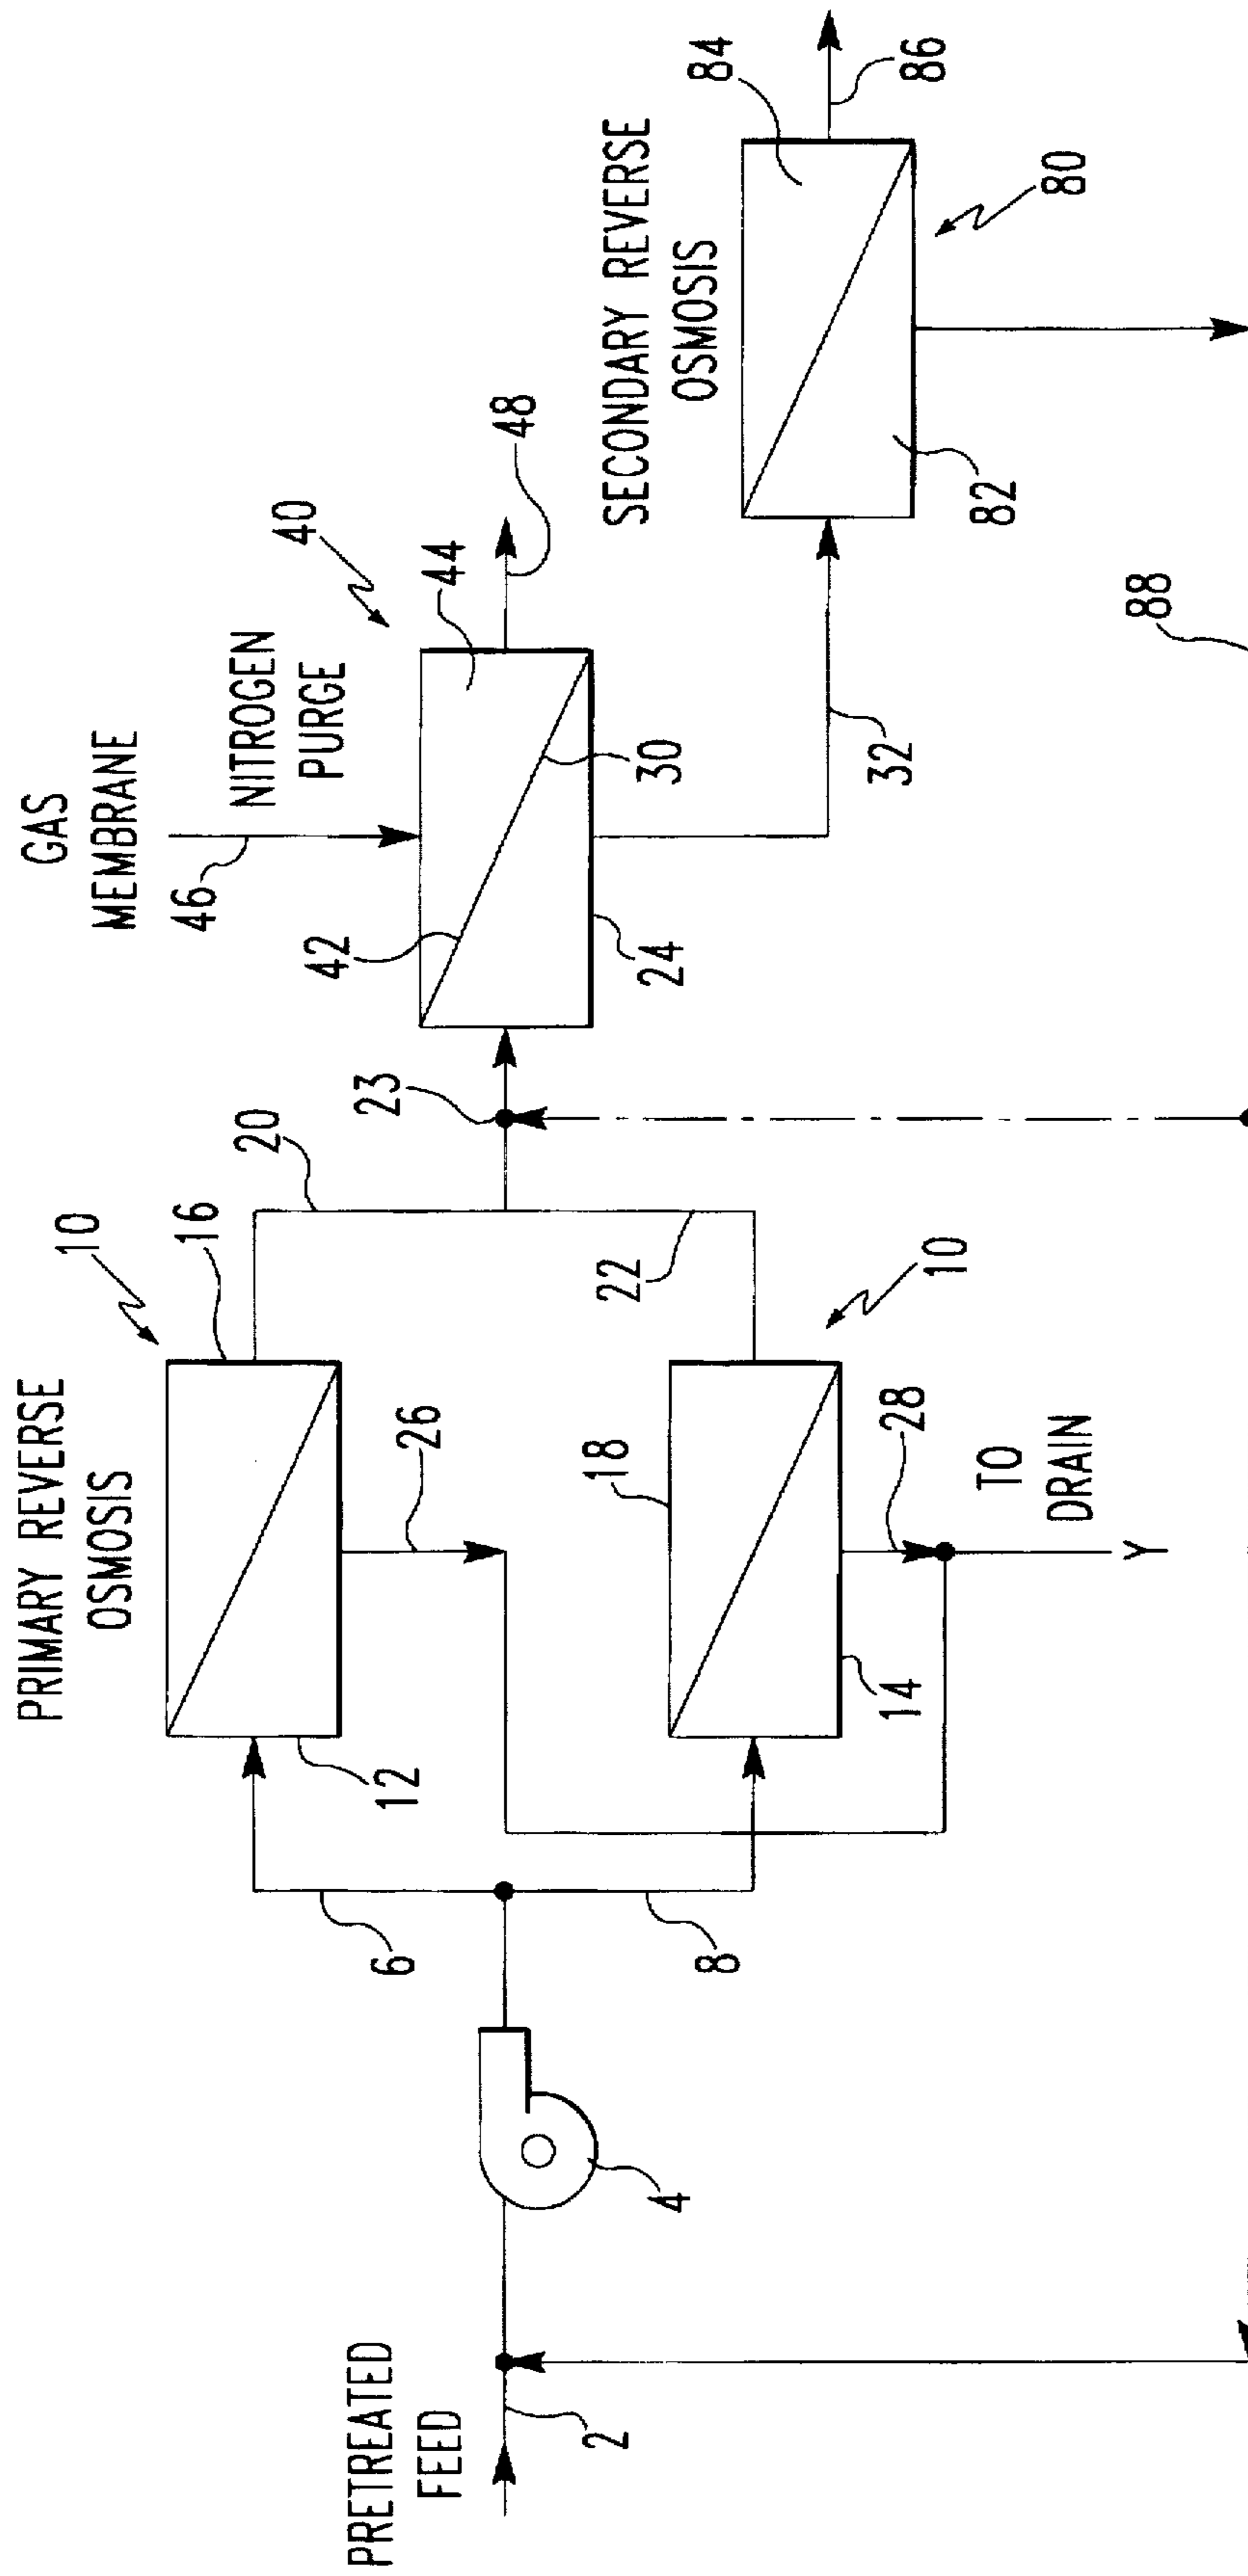 PRIMARY REVERSE
OSMOSIS
GAS
MEMBRANE
NITROGEN
PURGE
SECONDARY REVERSE
OSMOSIS
PRETREATED
FEED
TO
DRAIN
Y
2
4
6
8
10
12
16
20
26
18
14
28
10
22
23
24
30
32
40
42
44
46
48
80
82
84
86
88